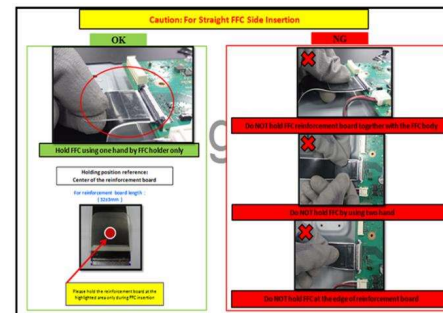 Caution: For Straight FFC Side Insertion
OK
Hold FFC using one hand by FFC holder only
Holding position reference:
Center of the reinforcement board
For reinforcement board length :
Please hold the reinforcement board at
the highlighted area only during FFC insertion
NG
Do NOT hold FFC reinforcement board together with the FFC body
Do NOT hold FFC by using two hand
Do NOT hold FFC at the edge of reinforcement board